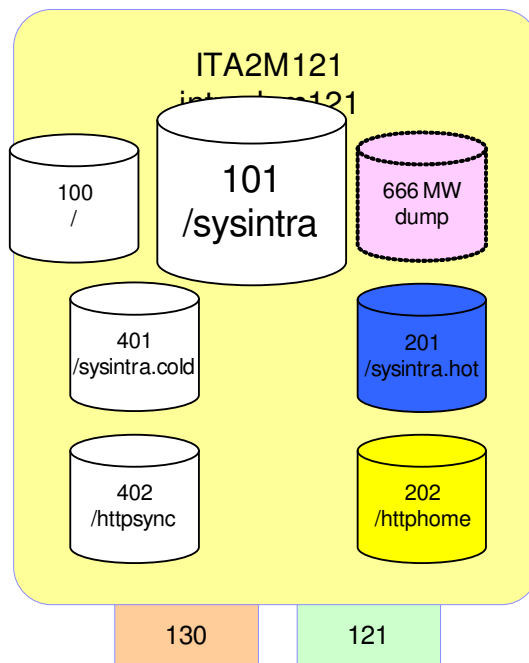 ITA2M121
100
/
101
/sysintra
666 MW
dump
401
/sysintra.cold
201
/sysintra.hot
402
/httpsync
202
/httphome
130
121